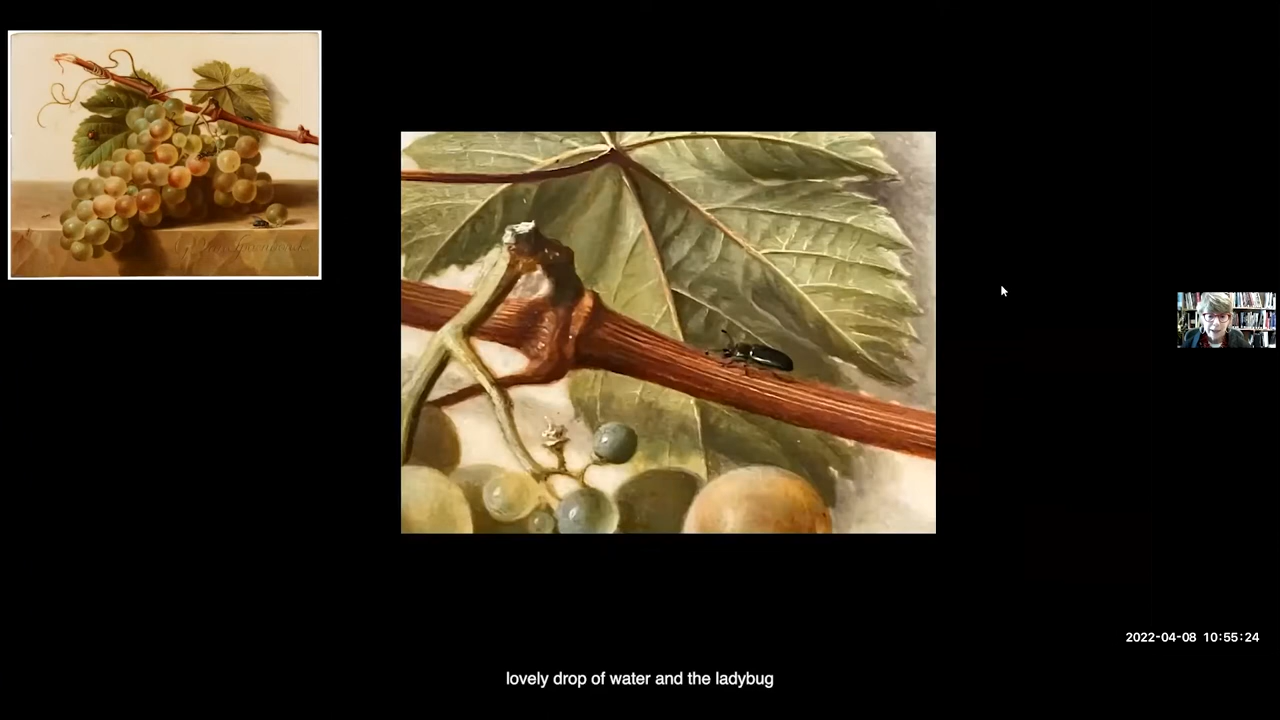 2022-04-08 10:55:24
lovely drop of water and the ladybug